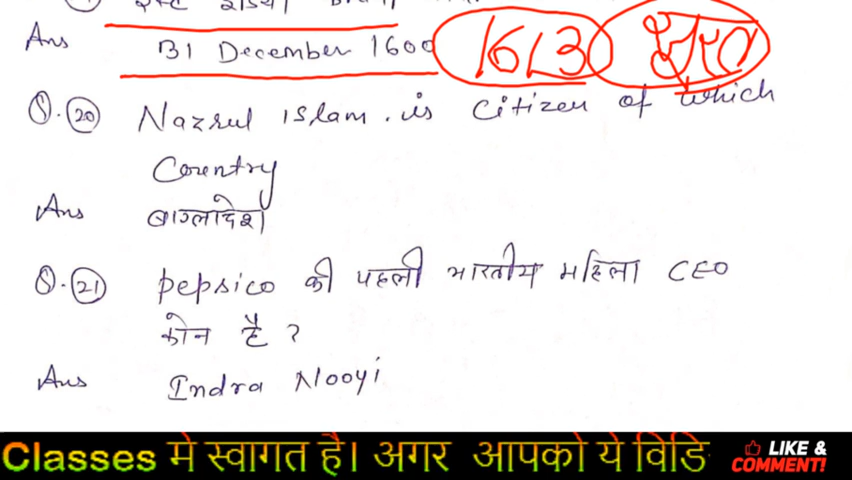 Ans 31 December 1600 1613 सूरत
Q. 20 Nazrul islam. is citizen of which
Country
Ans बाग्लादेश
Q. 21 pepsico की पहली भारतीय महिला CEO
कोन है ?
Ans Indra Nooyi
Classes मे स्वागत है। अगर आपको ये विडि
LIKE &
COMMENT!